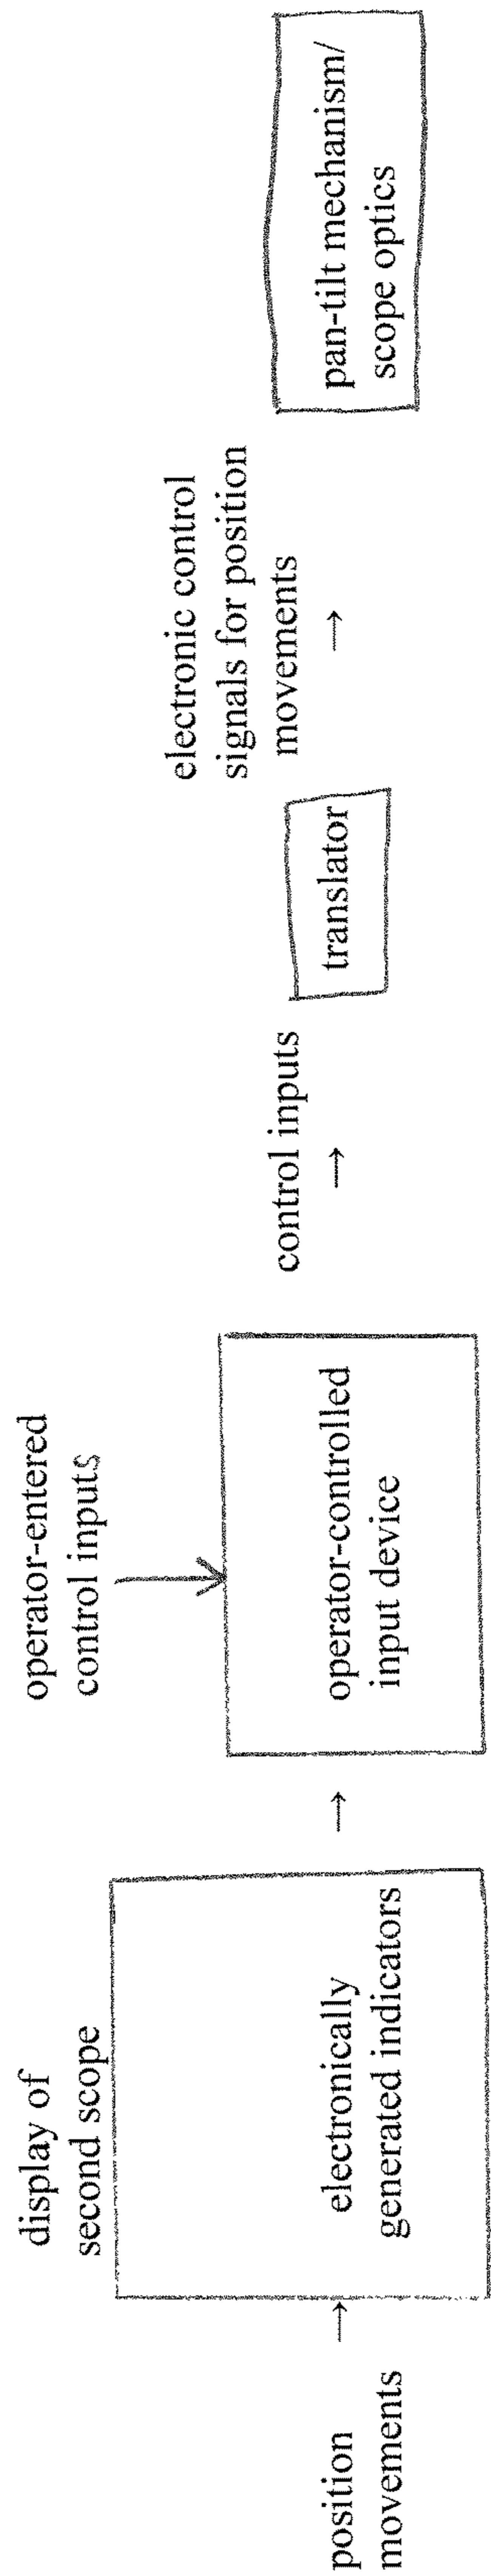 position
movements
→
display of
second scope
electronically
generated indicators
→
operator-entered
control inputs
operator-controlled
input device
control inputs
→
translator
electronic control
signals for position
movements
→
pan-tilt mechanism/
scope optics